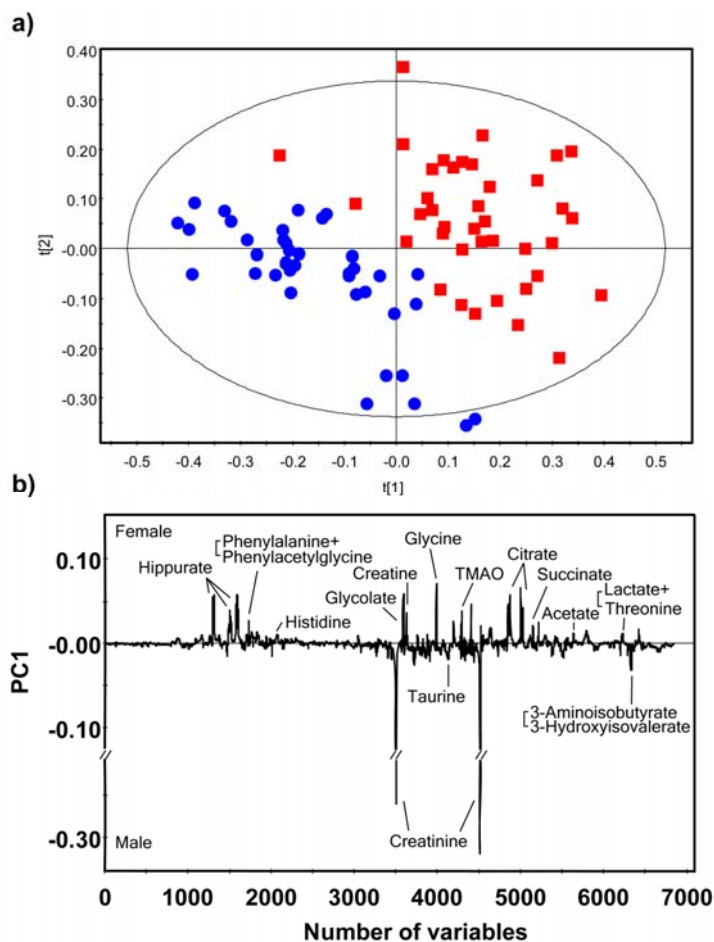 a)
0.40
0.30
0.20
0.10
-0.00
-0.10
-0.20
-0.30
t[2]
-0.5 -0.4 -0.3 -0.2 -0.1 -0.0 0.1 0.2 0.3 0.4 0.5
t[1]
b)
Female
Phenylalanine+
Phenylacetylglycine
Hippurate
Histidine
Glycolate
Creatine
Glycine
TMAO
Citrate
Succinate
Acetate
Lactate+
Threonine
Taurine
3-Aminoisobutyrate
3-Hydroxyisovalerate
Creatinine
Male
0.10
-0.00
-0.10
-0.30
PC1
0 1000 2000 3000 4000 5000 6000 7000
Number of variables